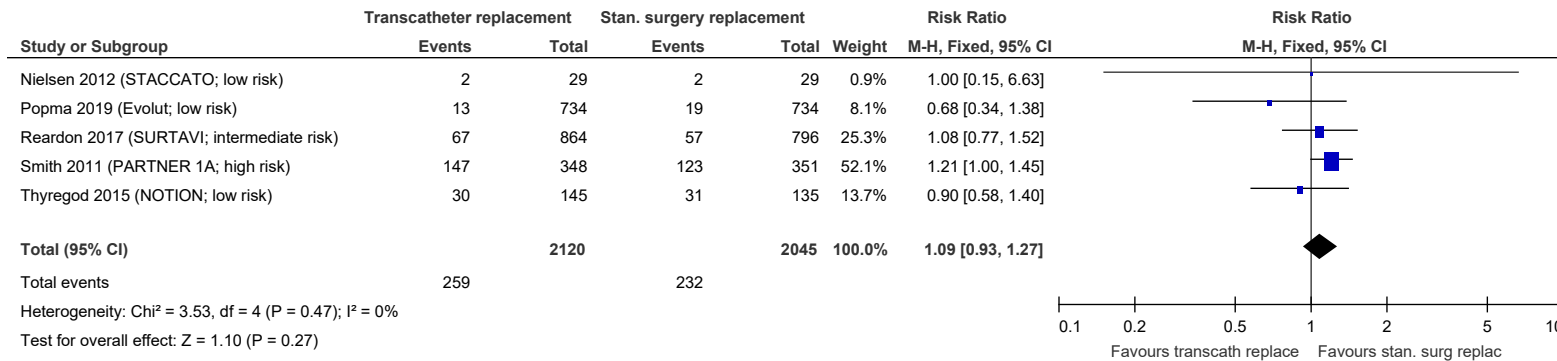 Transcatheter replacement Stan. surgery replacement Risk Ratio Risk Ratio
Study or Subgroup Events Total Events Total Weight M-H, Fixed, 95% CI M-H, Fixed, 95% CI
Nielsen 2012 (STACCATO; low risk) 2 29 2 29 0.9% 1.00 [0.15, 6.63]
Popma 2019 (Evolut; low risk) 13 734 19 734 8.1% 0.68 [0.34, 1.38]
Reardon 2017 (SURTAVI; intermediate risk) 67 864 57 796 25.3% 1.08 [0.77, 1.52]
Smith 2011 (PARTNER 1A; high risk) 147 348 123 351 52.1% 1.21 [1.00, 1.45]
Thyregod 2015 (NOTION; low risk) 30 145 31 135 13.7% 0.90 [0.58, 1.40]
Total (95% CI) 2120 2045 100.0% 1.09 [0.93, 1.27]
Total events 259 232
Heterogeneity: Chi² = 3.53, df = 4 (P = 0.47); I² = 0%
Test for overall effect: Z = 1.10 (P = 0.27)
0.1 0.2 0.5 1 2 5 10
Favours transcath replace Favours stan. surg replac